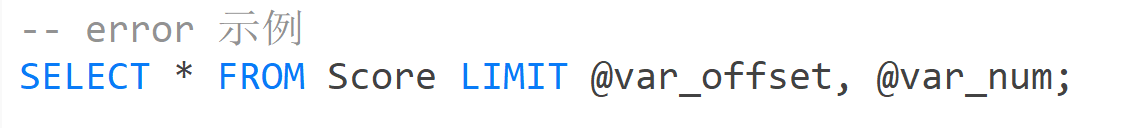 -- error 示例
SELECT * FROM Score LIMIT @var_offset, @var_num;